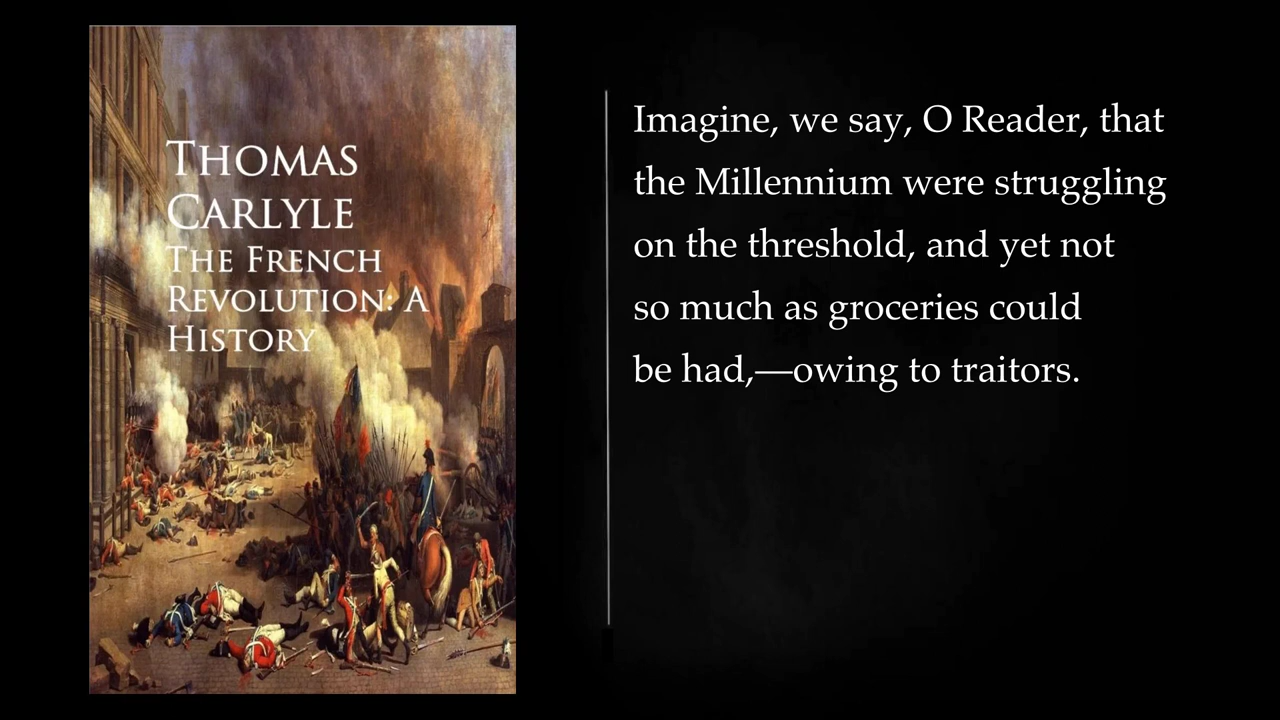 THOMAS
CARLYLE
THE FRENCH
REVOLUTION: A
HISTORY
Imagine, we say, O Reader, that
the Millennium were struggling
on the threshold, and yet not
so much as groceries could
be had,—owing to traitors.